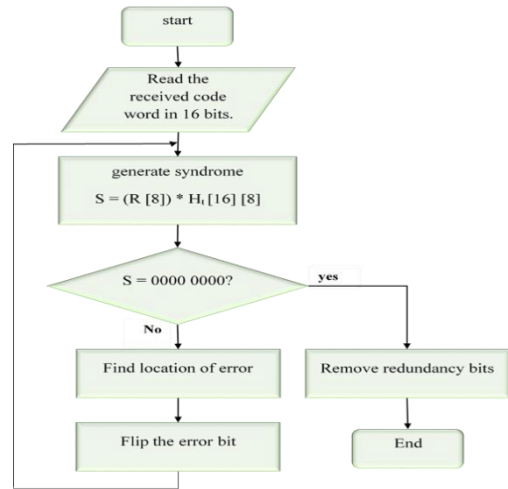 start
Read the
received code
word in 16 bits.
generate syndrome
S = (R [8]) * Hₜ [16] [8]
S = 0000 0000?
yes
No
Find location of error
Remove redundancy bits
Flip the error bit
End